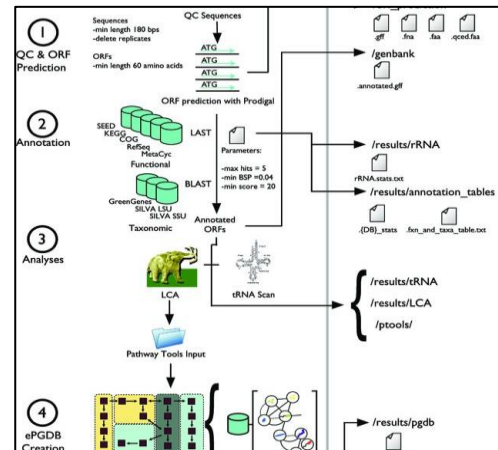 1
QC & ORF
Prediction
Sequences
-min length 180 bps
-delete replicates
ORFs
-min length 60 amino acids
QC Sequences
ATG
ATG
ATG
ATG
ORF prediction with Prodigal
.gff .fna .faa .qced.faa
/genbank
.annotated.gff
2
Annotation
SEED
KEGG
COG
RefSeq
MetaCyc
Functional
LAST
Parameters:
-max hits = 5
-min BSP =0.04
-min score = 20
BLAST
GreenGenes
SILVA LSU
SILVA SSU
Taxonomic
Annotated
ORFs
/results/rRNA
rRNA.stats.txt
/results/annotation_tables
.{DB}_stats .fxn_and_taxa_table.txt
3
Analyses
LCA
tRNA Scan
/results/tRNA
/results/LCA
/ptools/
Pathway Tools Input
4
ePGDB
Creation
/results/pgdb